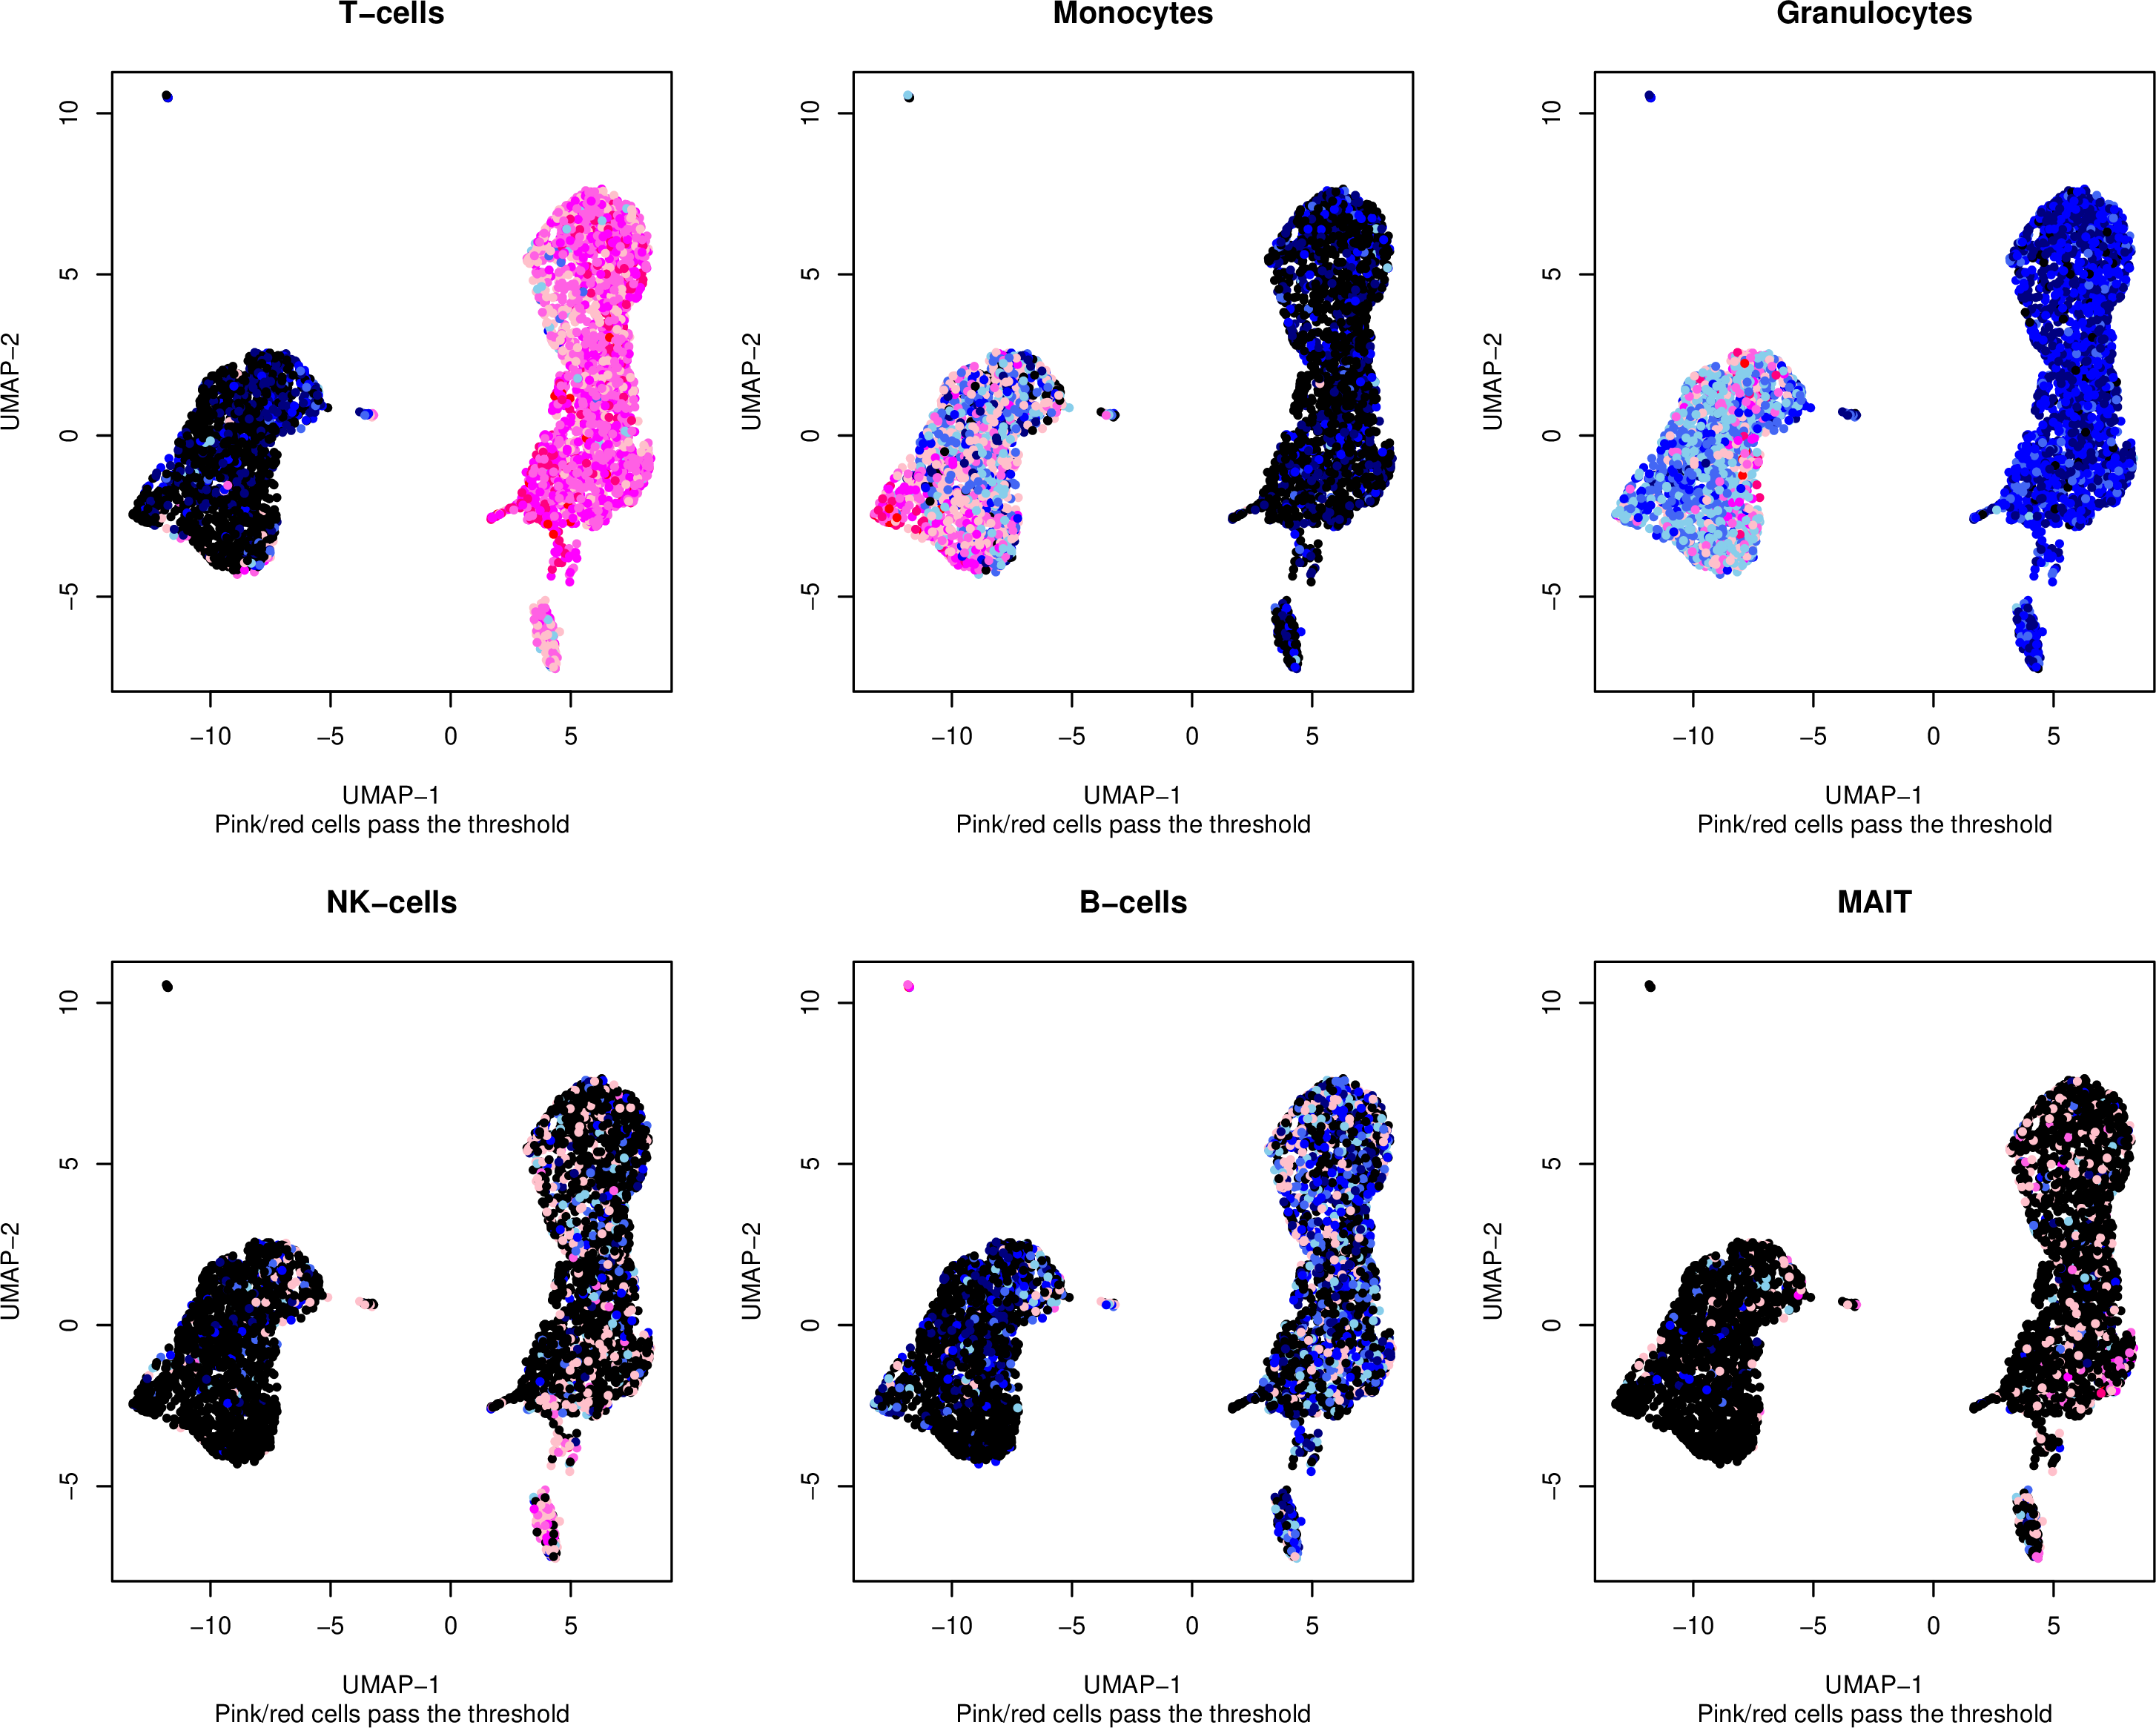 T−cells
Monocytes
Granulocytes
10
5
0
−5
UMAP−2
−10 −5 0 5
UMAP−1
Pink/red cells pass the threshold
10
5
0
−5
UMAP−2
−10 −5 0 5
UMAP−1
Pink/red cells pass the threshold
10
5
0
−5
UMAP−2
−10 −5 0 5
UMAP−1
Pink/red cells pass the threshold
NK−cells
B−cells
MAIT
10
5
0
−5
UMAP−2
−10 −5 0 5
UMAP−1
Pink/red cells pass the threshold
10
5
0
−5
UMAP−2
−10 −5 0 5
UMAP−1
Pink/red cells pass the threshold
10
5
0
−5
UMAP−2
−10 −5 0 5
UMAP−1
Pink/red cells pass the threshold